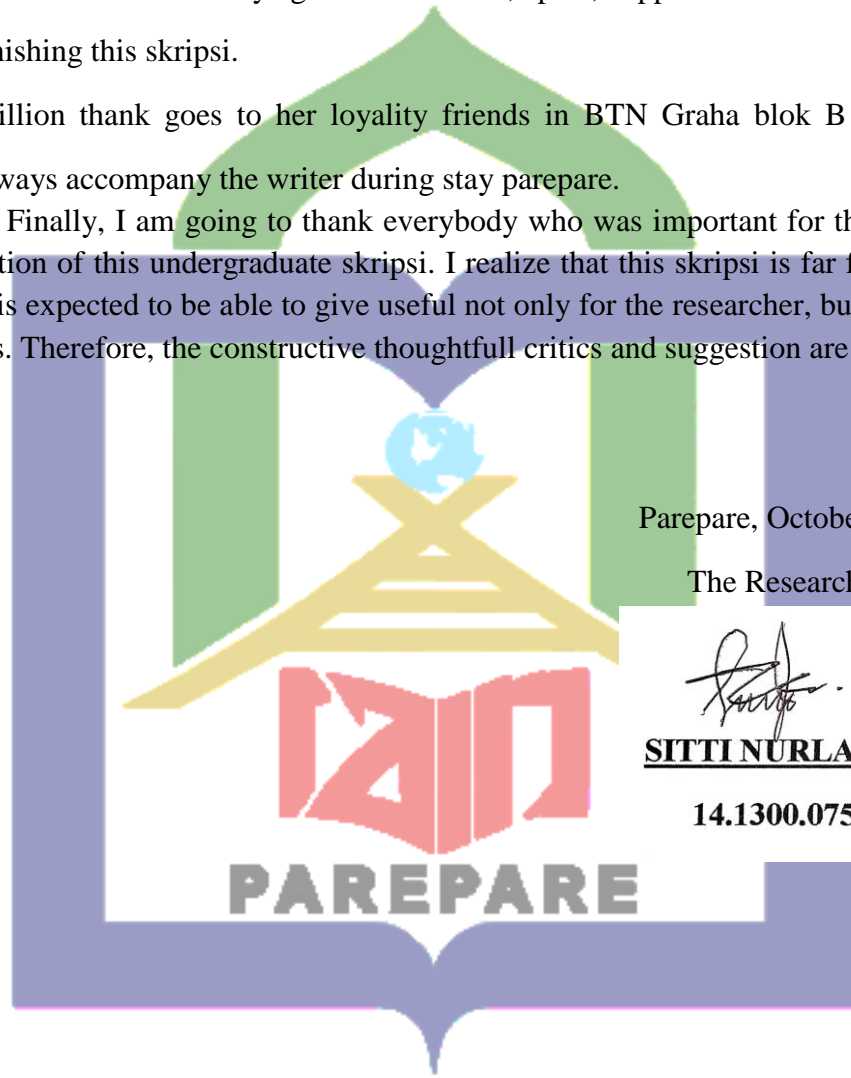 nishing this skripsi.
illion thank goes to her loyality friends in BTN Graha blok B
ways accompany the writer during stay parepare.
Finally, I am going to thank everybody who was important for th
tion of this undergraduate skripsi. I realize that this skripsi is far f
is expected to be able to give useful not only for the researcher, bu
s. Therefore, the constructive thoughtfull critics and suggestion are
Parepare, Octobe
The Research
SITTI NURLA
14.1300.075
iain
PAREPARE